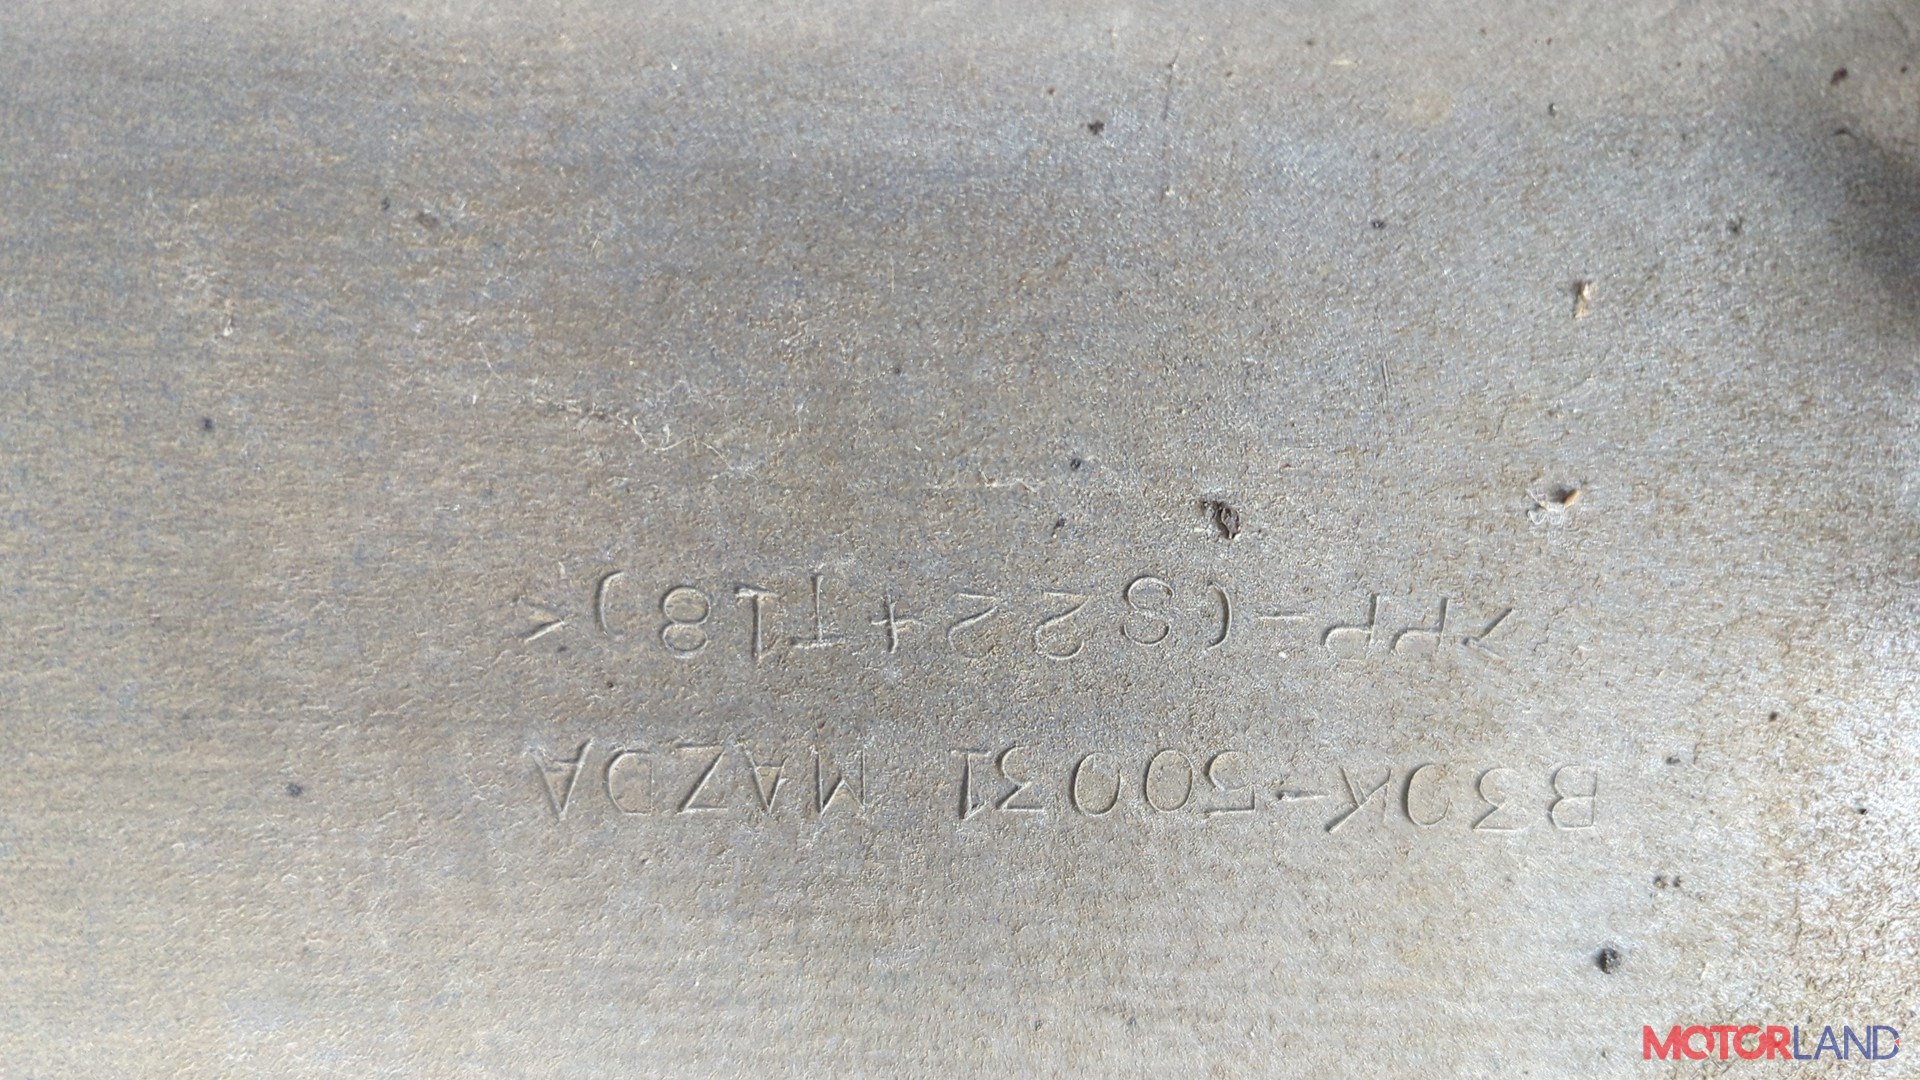 B30K-50031 MAZDA
>PP-(S22+T18)<
MOTORLAND